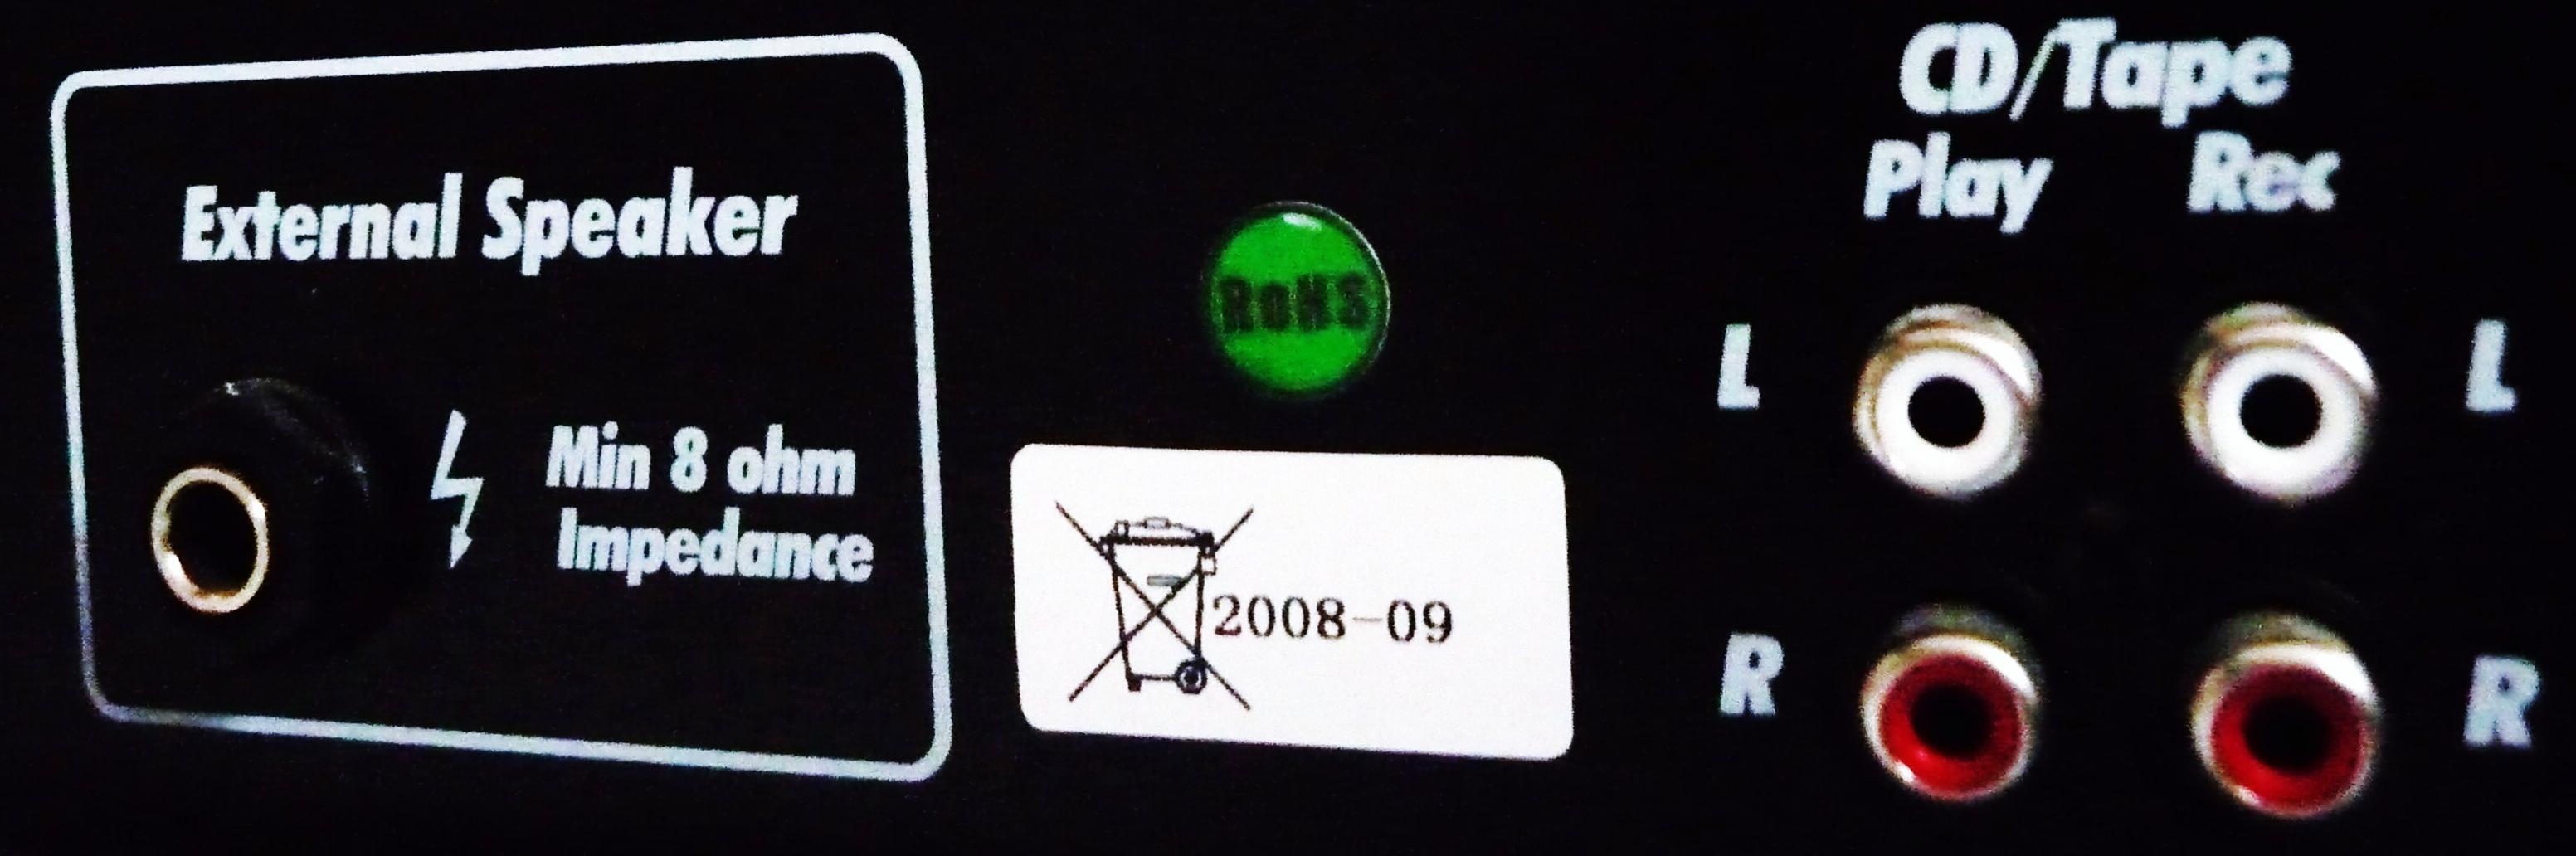 External Speaker
Min 8 ohm
Impedance
RoHS
2008-09
CD/Tape
Play Rec
L L
R R